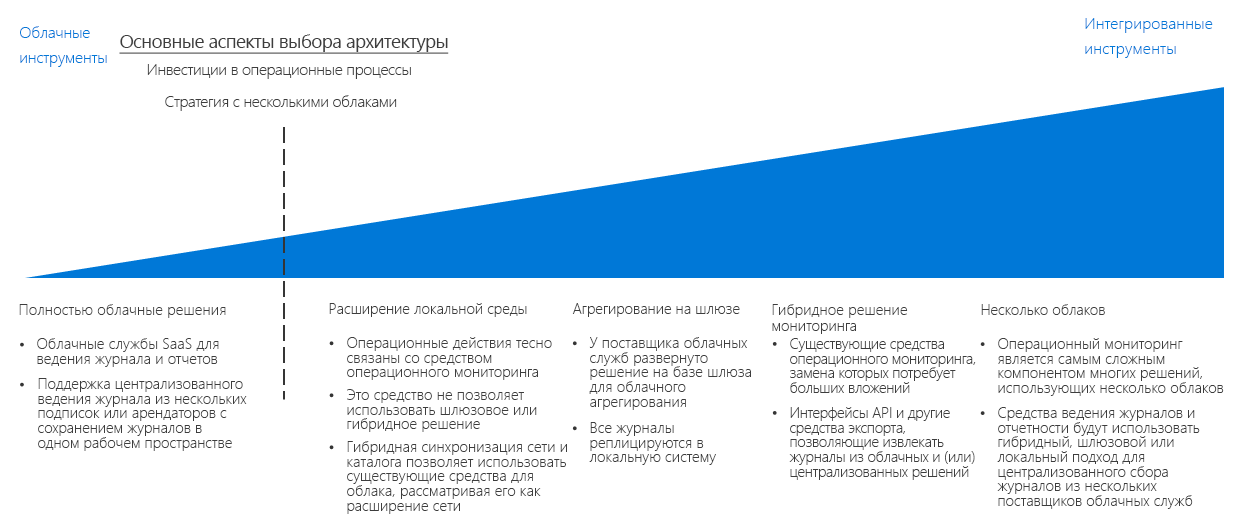 Облачные
инструменты
Основные аспекты выбора архитектуры
Инвестиции в операционные процессы
Стратегия с несколькими облаками
Интегрированные
инструменты
Полностью облачные решения
• Облачные службы SaaS для
ведения журнала и отчетов
• Поддержка централизованного
ведения журнала из нескольких
подписок или арендаторов с
сохранением журналов в
одном рабочем пространстве
Расширение локальной среды
• Операционные действия тесно
связаны со средством
операционного мониторинга
• Это средство не позволяет
использовать шлюзовое или
гибридное решение
• Гибридная синхронизация сети и
каталога позволяет использовать
существующие средства для
облака, рассматривая его как
расширение сети
Агрегирование на шлюзе
• У поставщика облачных
служб развернуто
решение на базе шлюза
для облачного
агрегирования
• Все журналы
реплицируются в
локальную систему
Гибридное решение
мониторинга
• Существующие средства
операционного мониторинга,
замена которых потребует
больших вложений
• Интерфейсы API и другие
средства экспорта,
позволяющие извлекать
журналы из облачных и (или)
централизованных решений
Несколько облаков
• Операционный мониторинг
является самым сложным
компонентом многих решений,
использующих несколько облаков
• Средства ведения журналов и
отчетности будут использовать
гибридный, шлюзовой или
локальный подход для
централизованного сбора
журналов из нескольких
поставщиков облачных служб